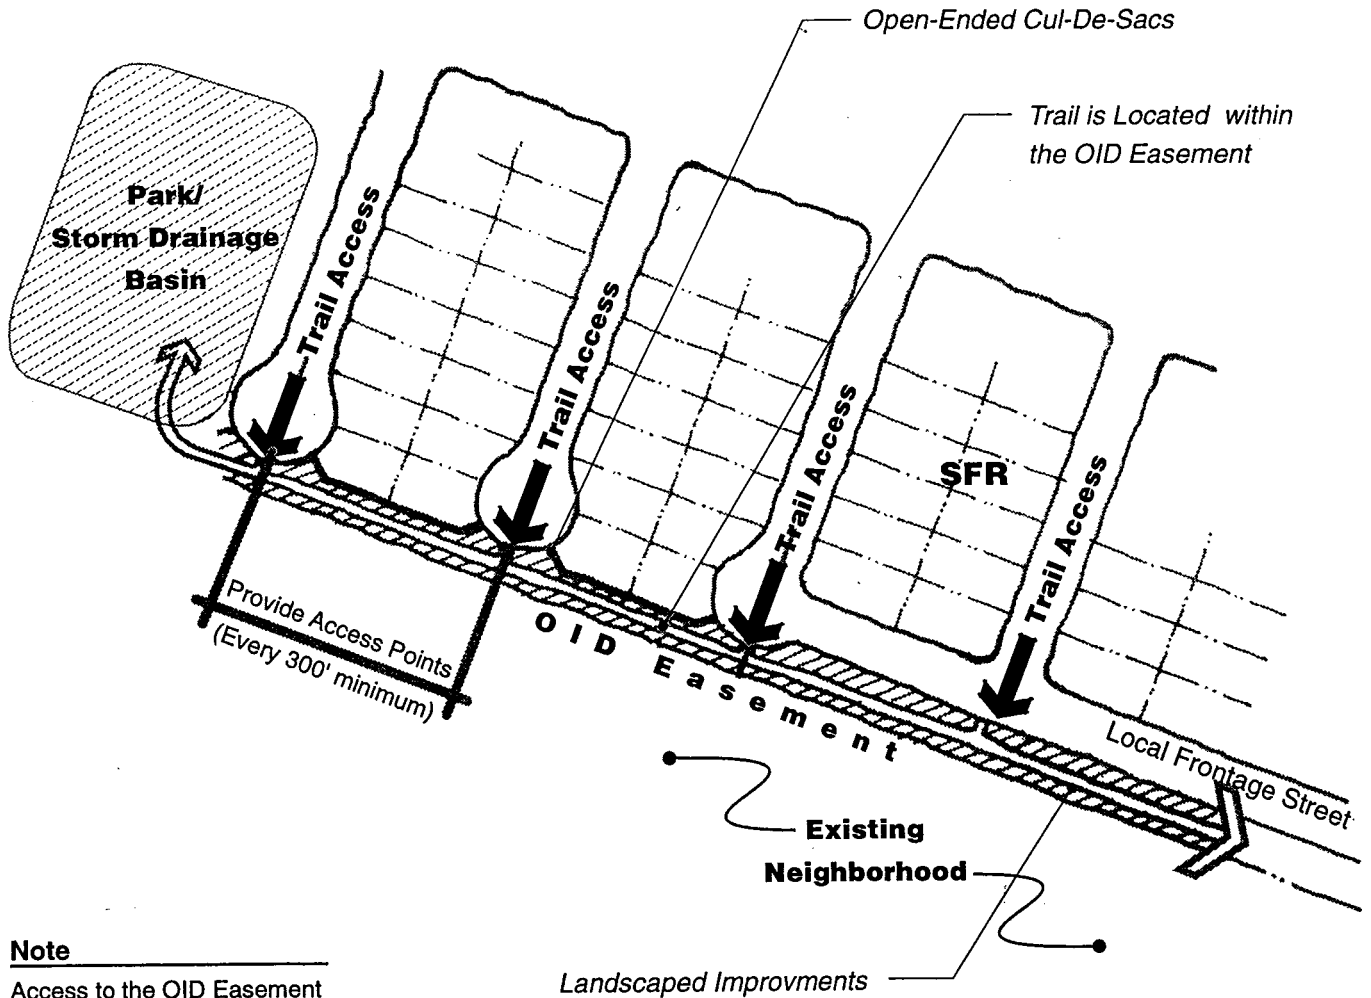 Open-Ended Cul-De-Sacs
Trail is Located within
the OID Easement
Park/
Storm Drainage
Basin
Trail Access
Trail Access
Trail Access
Trail Access
SFR
Provide Access Points
(Every 300' minimum)
OID Easement
Local Frontage Street
Existing
Neighborhood
Landscaped Improvments
Note
Access to the OID Easement